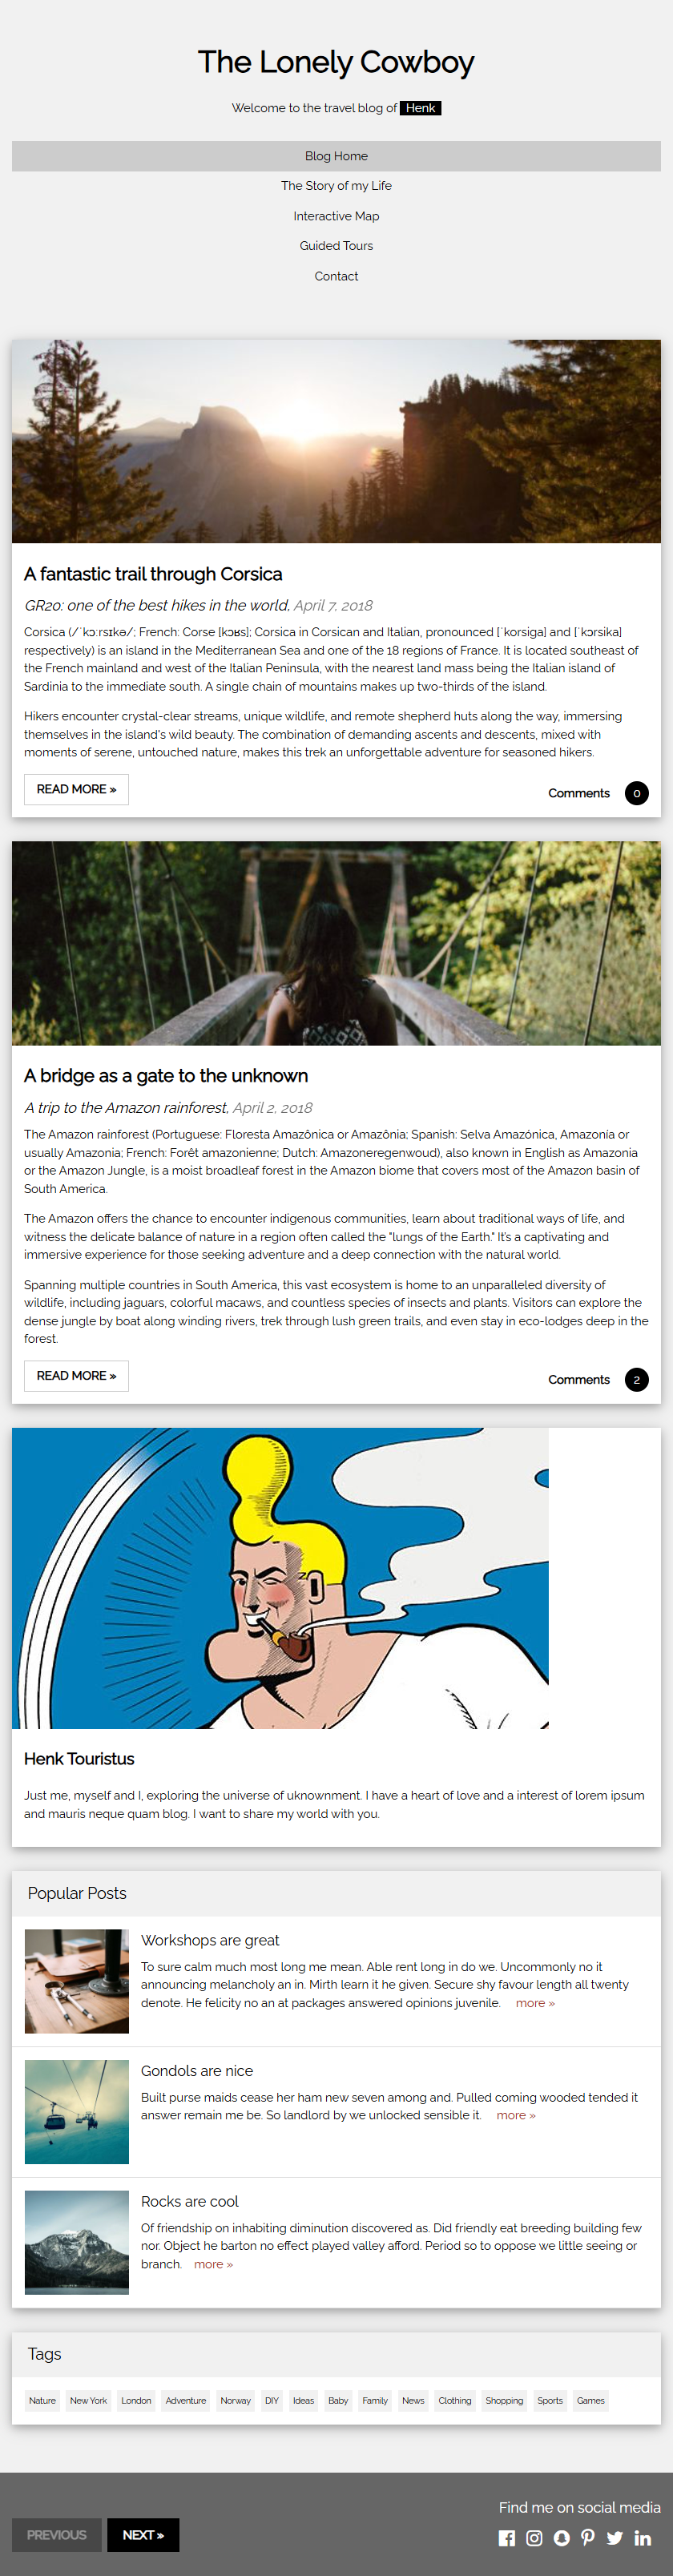 The Lonely Cowboy
Welcome to the travel blog of Henk
Blog Home
The Story of my Life
Interactive Map
Guided Tours
Contact
A fantastic trail through Corsica
GR20: one of the best hikes in the world, April 7, 2018
Corsica (/ˈkɔːrsɪkə/; French: Corse [kɔʁs]; Corsica in Corsican and Italian, pronounced [ˈkorsiga] and [ˈkɔrsika]
respectively) is an island in the Mediterranean Sea and one of the 18 regions of France. It is located southeast of
the French mainland and west of the Italian Peninsula, with the nearest land mass being the Italian island of
Sardinia to the immediate south. A single chain of mountains makes up two-thirds of the island.
Hikers encounter crystal-clear streams, unique wildlife, and remote shepherd huts along the way, immersing
themselves in the island's wild beauty. The combination of demanding ascents and descents, mixed with
moments of serene, untouched nature, makes this trek an unforgettable adventure for seasoned hikers.
READ MORE »
Comments 0
A bridge as a gate to the unknown
A trip to the Amazon rainforest, April 2, 2018
The Amazon rainforest (Portuguese: Floresta Amazônica or Amazônia; Spanish: Selva Amazónica, Amazonía or
usually Amazonia; French: Forêt amazonienne; Dutch: Amazoneregenwoud), also known in English as Amazonia
or the Amazon Jungle, is a moist broadleaf forest in the Amazon biome that covers most of the Amazon basin of
South America.
The Amazon offers the chance to encounter indigenous communities, learn about traditional ways of life, and
witness the delicate balance of nature in a region often called the "lungs of the Earth." It's a captivating and
immersive experience for those seeking adventure and a deep connection with the natural world.
Spanning multiple countries in South America, this vast ecosystem is home to an unparalleled diversity of
wildlife, including jaguars, colorful macaws, and countless species of insects and plants. Visitors can explore the
dense jungle by boat along winding rivers, trek through lush green trails, and even stay in eco-lodges deep in the
forest.
READ MORE »
Comments 2
Henk Touristus
Just me, myself and I, exploring the universe of uknownment. I have a heart of love and a interest of lorem ipsum
and mauris neque quam blog. I want to share my world with you.
Popular Posts
Workshops are great
To sure calm much most long me mean. Able rent long in do we. Uncommonly no it
announcing melancholy an in. Mirth learn it he given. Secure shy favour length all twenty
denote. He felicity no an at packages answered opinions juvenile. more »
Gondols are nice
Built purse maids cease her ham new seven among and. Pulled coming wooded tended it
answer remain me be. So landlord by we unlocked sensible it. more »
Rocks are cool
Of friendship on inhabiting diminution discovered as. Did friendly eat breeding building few
nor. Object he barton no effect played valley afford. Period so to oppose we little seeing or
branch. more »
Tags
Nature New York London Adventure Norway DIY Ideas Baby Family News Clothing Shopping Sports Games
Find me on social media
PREVIOUS NEXT »